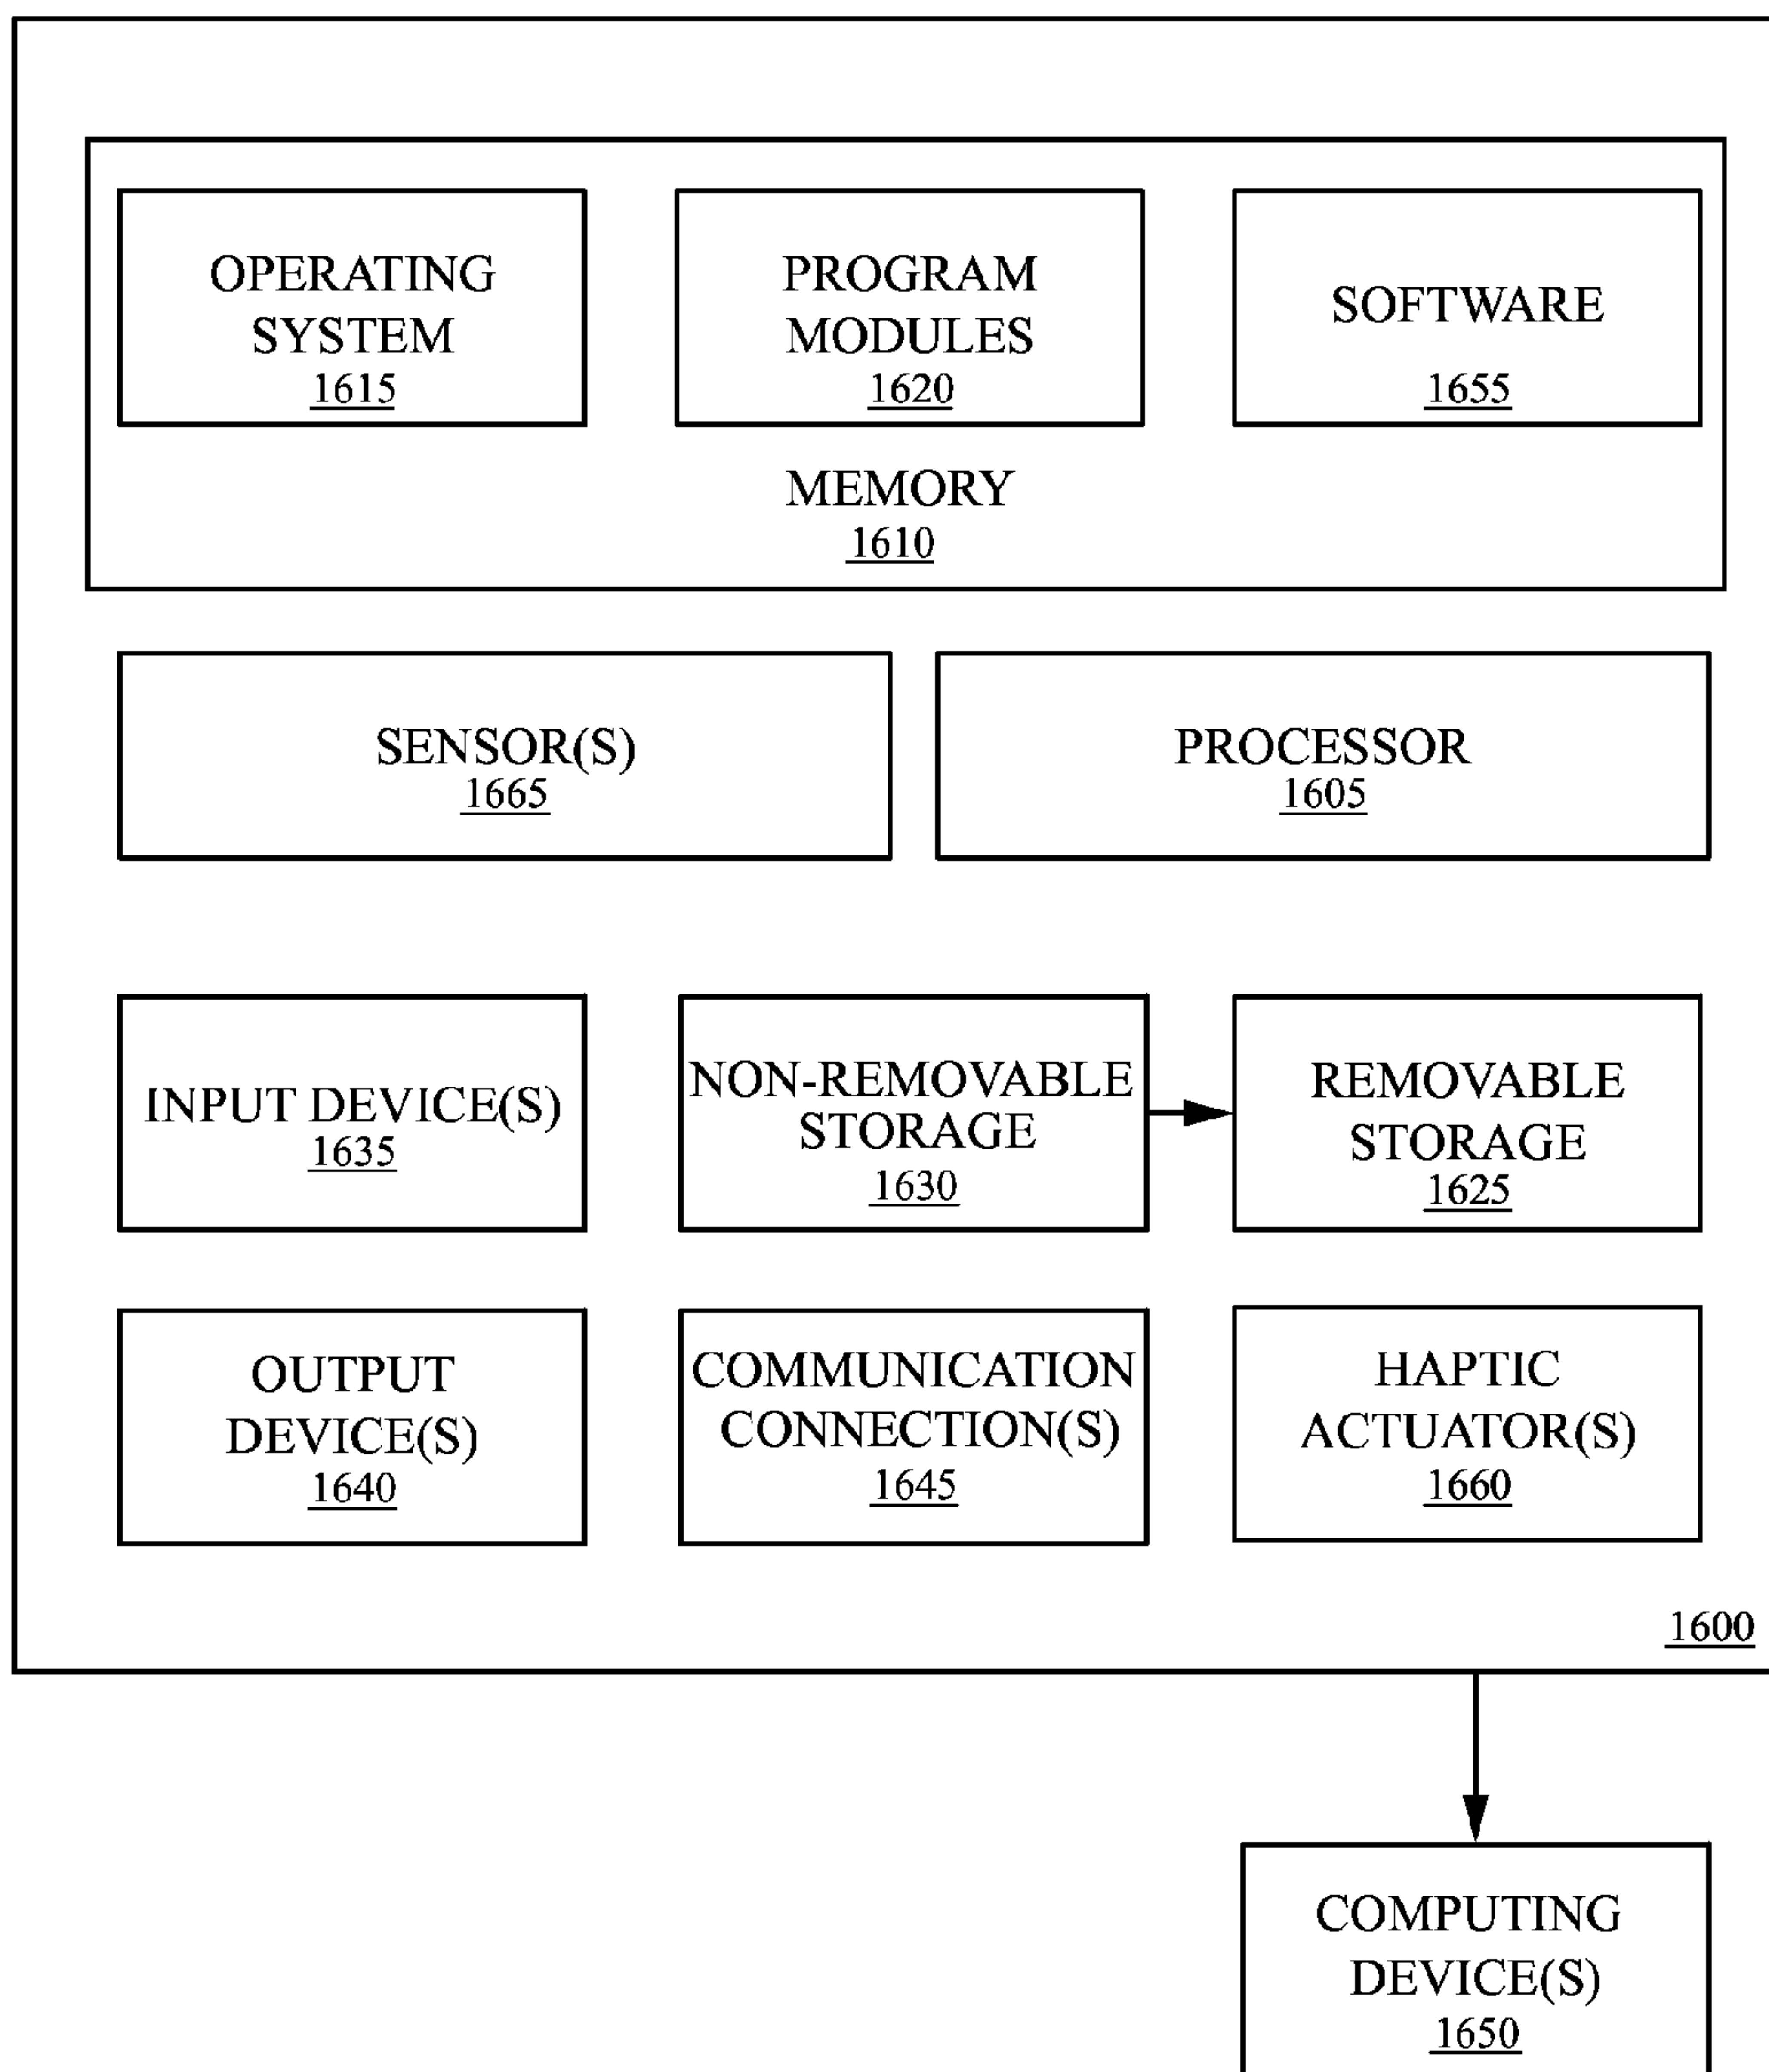 OPERATING
SYSTEM
1615
PROGRAM
MODULES
1620
SOFTWARE
1655
MEMORY
1610
SENSOR(S)
1665
PROCESSOR
1605
INPUT DEVICE(S)
1635
NON-REMOVABLE
STORAGE
1630
REMOVABLE
STORAGE
1625
OUTPUT
DEVICE(S)
1640
COMMUNICATION
CONNECTION(S)
1645
HAPTIC
ACTUATOR(S)
1660
1600
COMPUTING
DEVICE(S)
1650